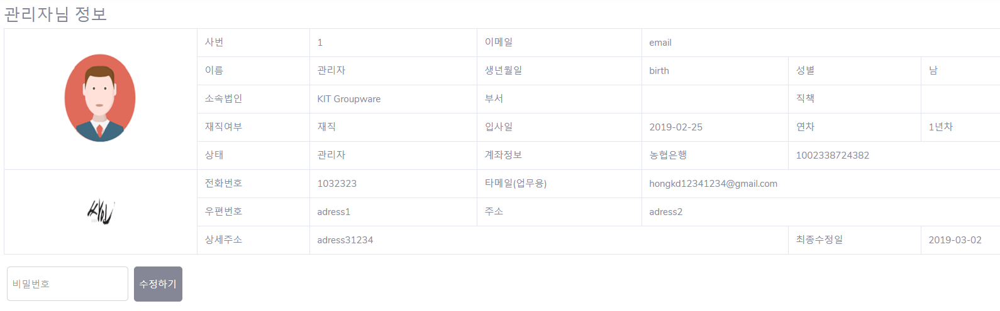 관리자님 정보
사번 1 이메일 email
이름 관리자 생년월일 birth 성별 남
소속법인 KIT Groupware 부서 직책
재직여부 재직 입사일 2019-02-25 연차 1년차
상태 관리자 계좌정보 농협은행 1002338724382
전화번호 1032323 타메일(업무용) hongkd12341234@gmail.com
우편번호 adress1 주소 adress2
상세주소 adress31234 최종수정일 2019-03-02
비밀번호 수정하기